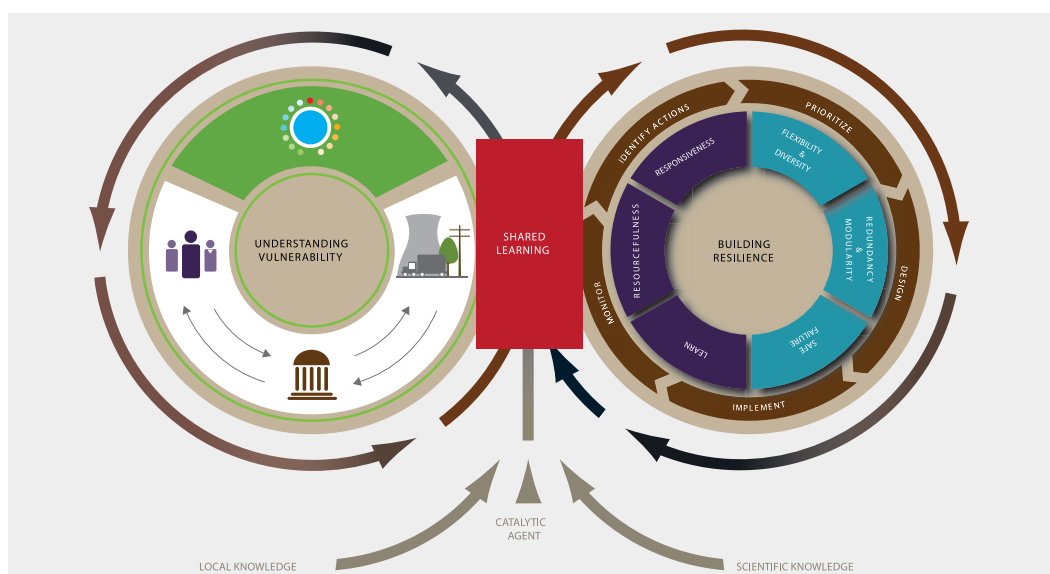 UNDERSTANDING
VULNERABILITY
SHARED
LEARNING
BUILDING
RESILIENCE
IDENTIFY ACTIONS
PRIORITIZE
DESIGN
IMPLEMENT
MONITOR
RESPONSIVENESS
FLEXIBILITY
&
DIVERSITY
REDUNDANCY
&
MODULARITY
SAFE
FAILURE
LEARN
RESOURCEFULNESS
CATALYTIC
AGENT
LOCAL KNOWLEDGE
SCIENTIFIC KNOWLEDGE